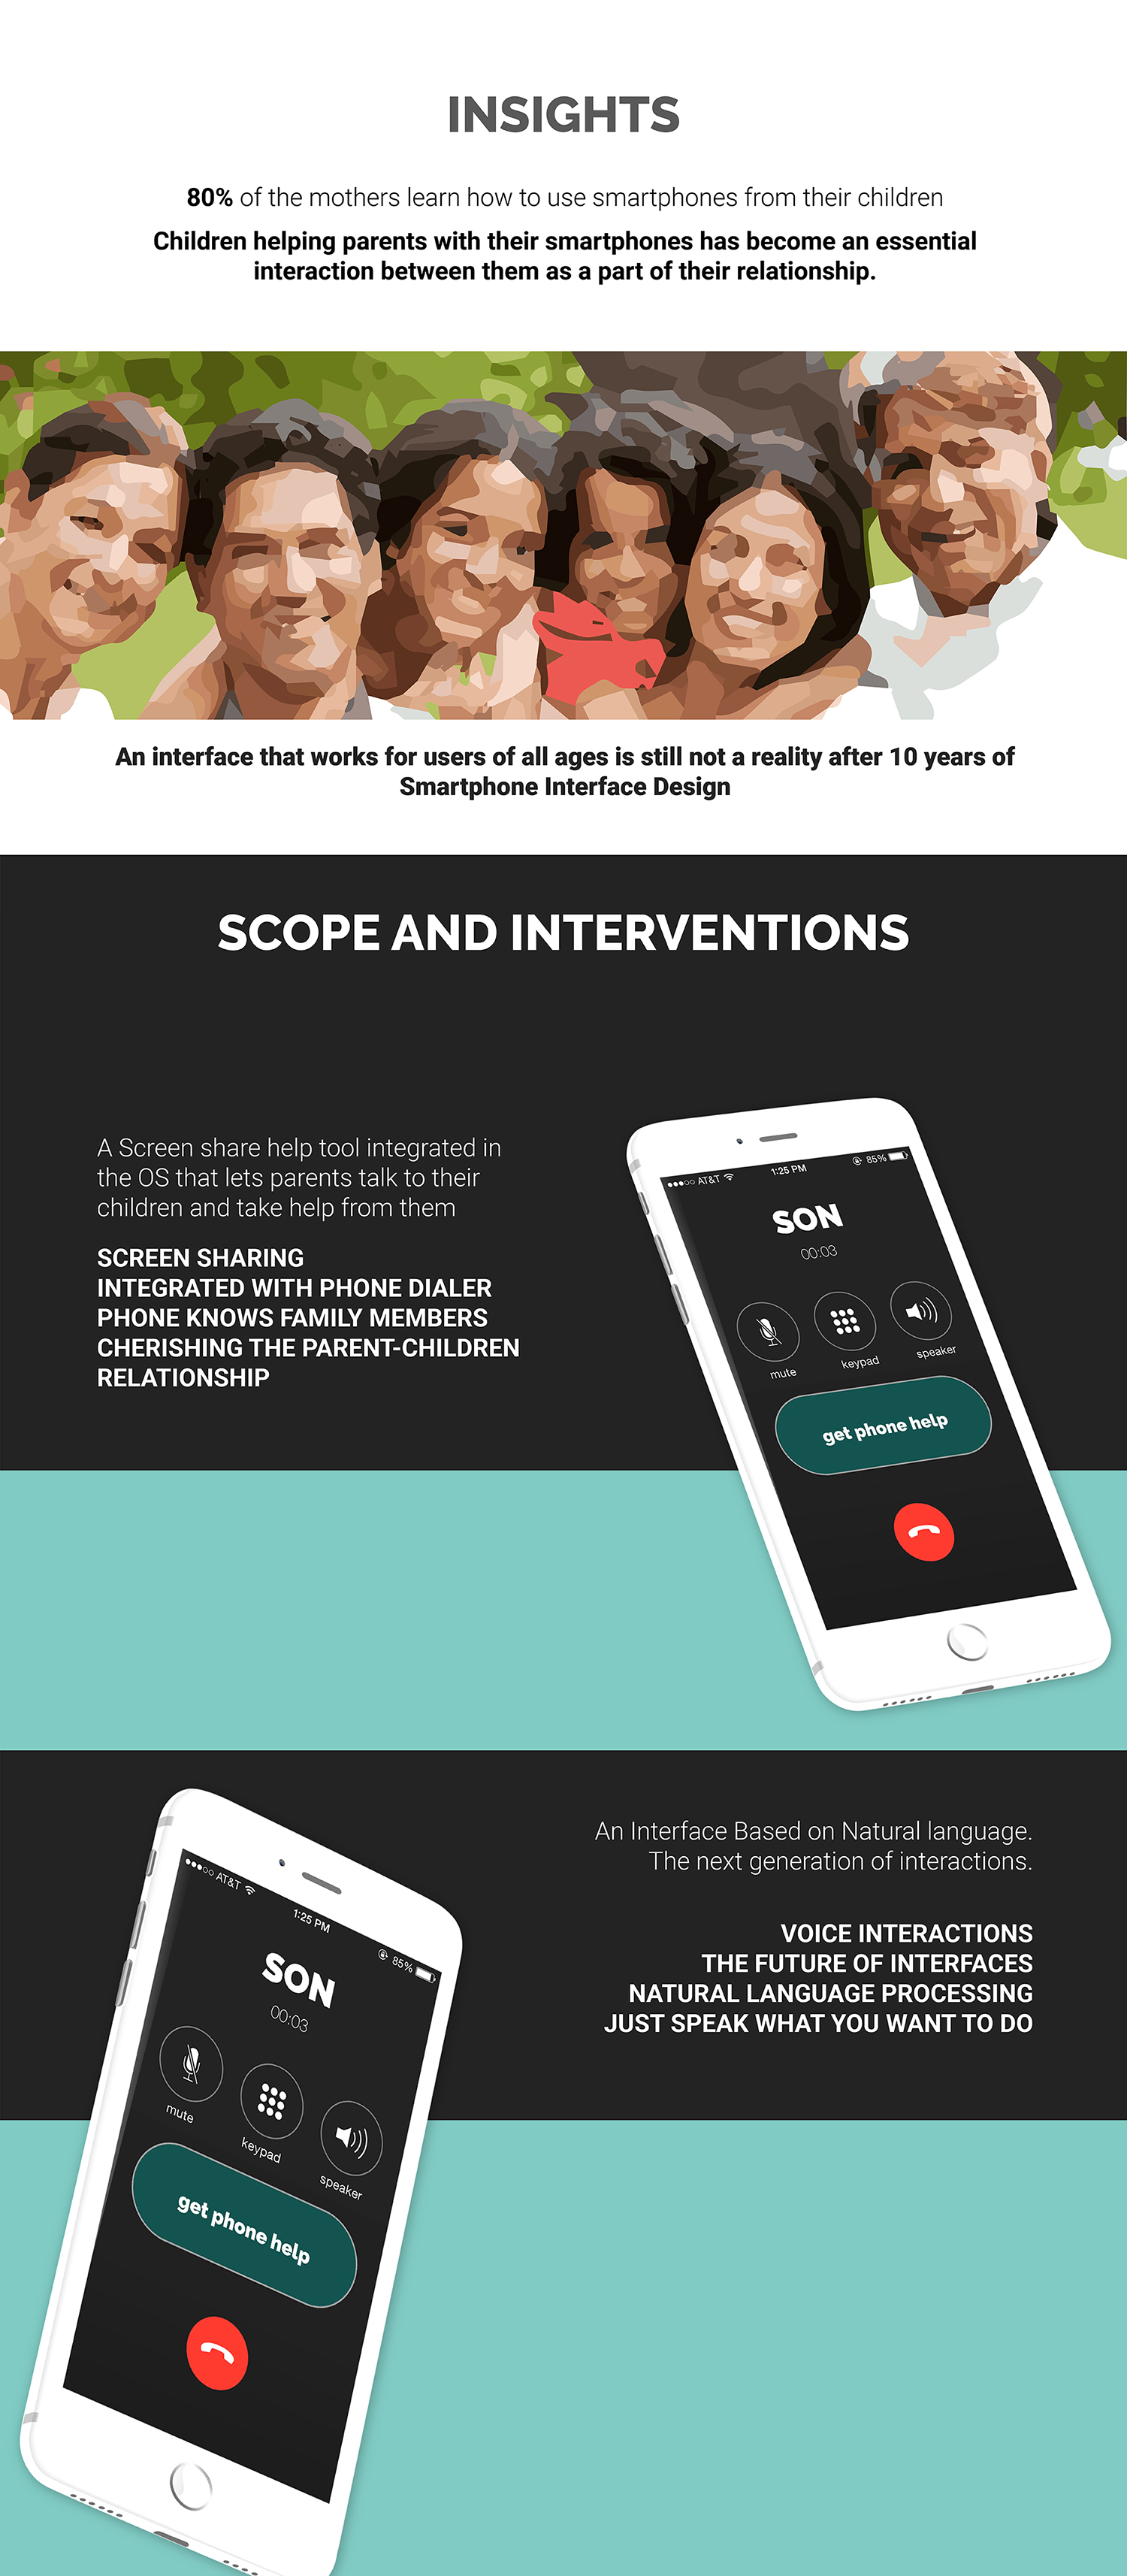 INSIGHTS
80% of the mothers learn how to use smartphones from their children
Children helping parents with their smartphones has become an essential
interaction between them as a part of their relationship.
An interface that works for users of all ages is still not a reality after 10 years of
Smartphone Interface Design
SCOPE AND INTERVENTIONS
A Screen share help tool integrated in
the OS that lets parents talk to their
children and take help from them
SCREEN SHARING
INTEGRATED WITH PHONE DIALER
PHONE KNOWS FAMILY MEMBERS
CHERISHING THE PARENT-CHILDREN
RELATIONSHIP
AT&T 1:25 PM 85%
SON
00:03
mute keypad speaker
get phone help
An Interface Based on Natural language.
The next generation of interactions.
VOICE INTERACTIONS
THE FUTURE OF INTERFACES
NATURAL LANGUAGE PROCESSING
JUST SPEAK WHAT YOU WANT TO DO
AT&T 1:25 PM 85%
SON
00:03
mute keypad speaker
get phone help